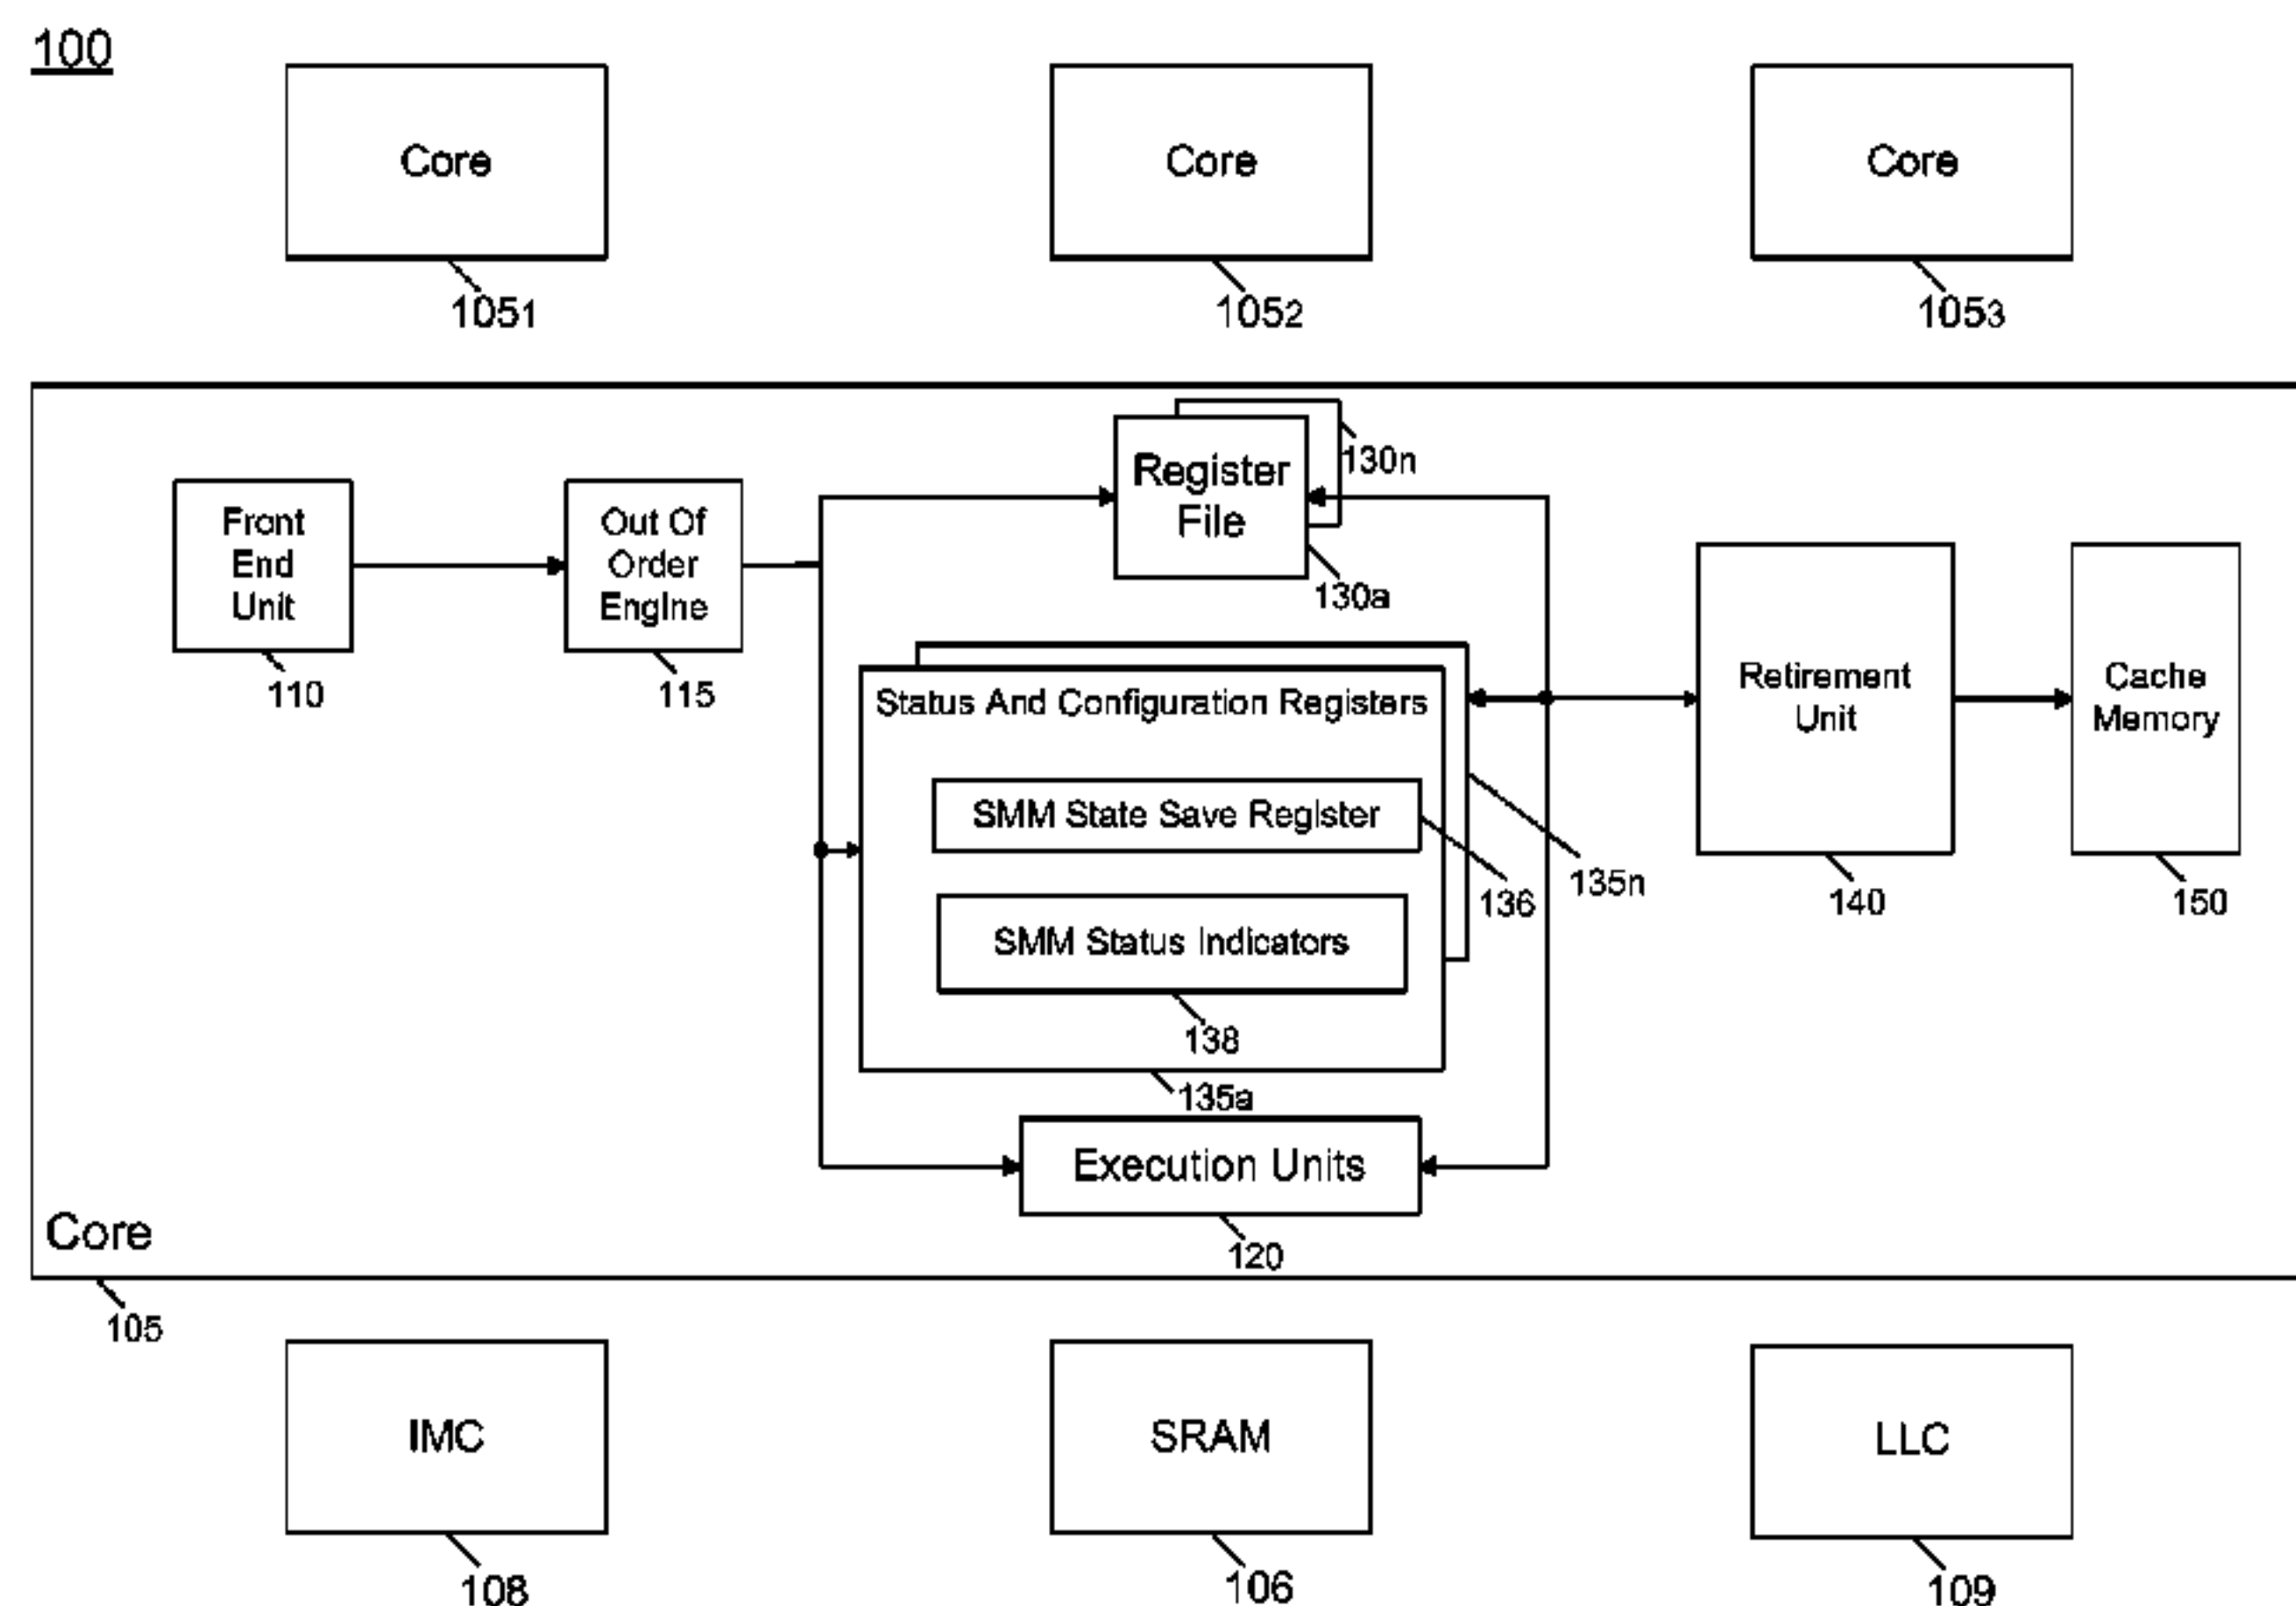 100
Core
Core
Core
1051
1052
1053
130n
Register
File
130a
Front
End
Unit
110
Out Of
Order
Engine
115
Status And Configuration Registers
SMM State Save Register
136
135n
SMM Status Indicators
138
135a
Retirement
Unit
140
Cache
Memory
150
Execution Units
120
Core
105
IMC
SRAM
LLC
108
106
109